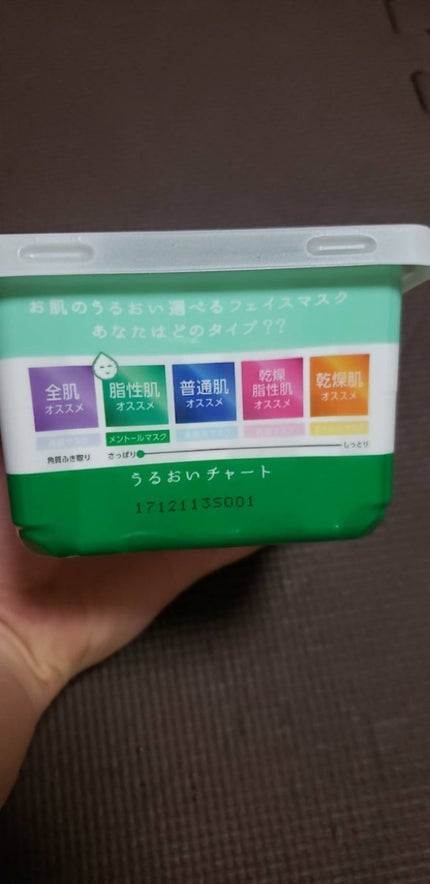 お肌のうるおい選べるフェイスマスク
あなたはどのタイプ??
全肌
オススメ
脂性肌
オススメ
普通肌
オススメ
乾燥
脂性肌
オススメ
乾燥肌
オススメ
メントールマスク
角質ふき取り
さっぱり
しっとり
うるおいチャート
1712113S001